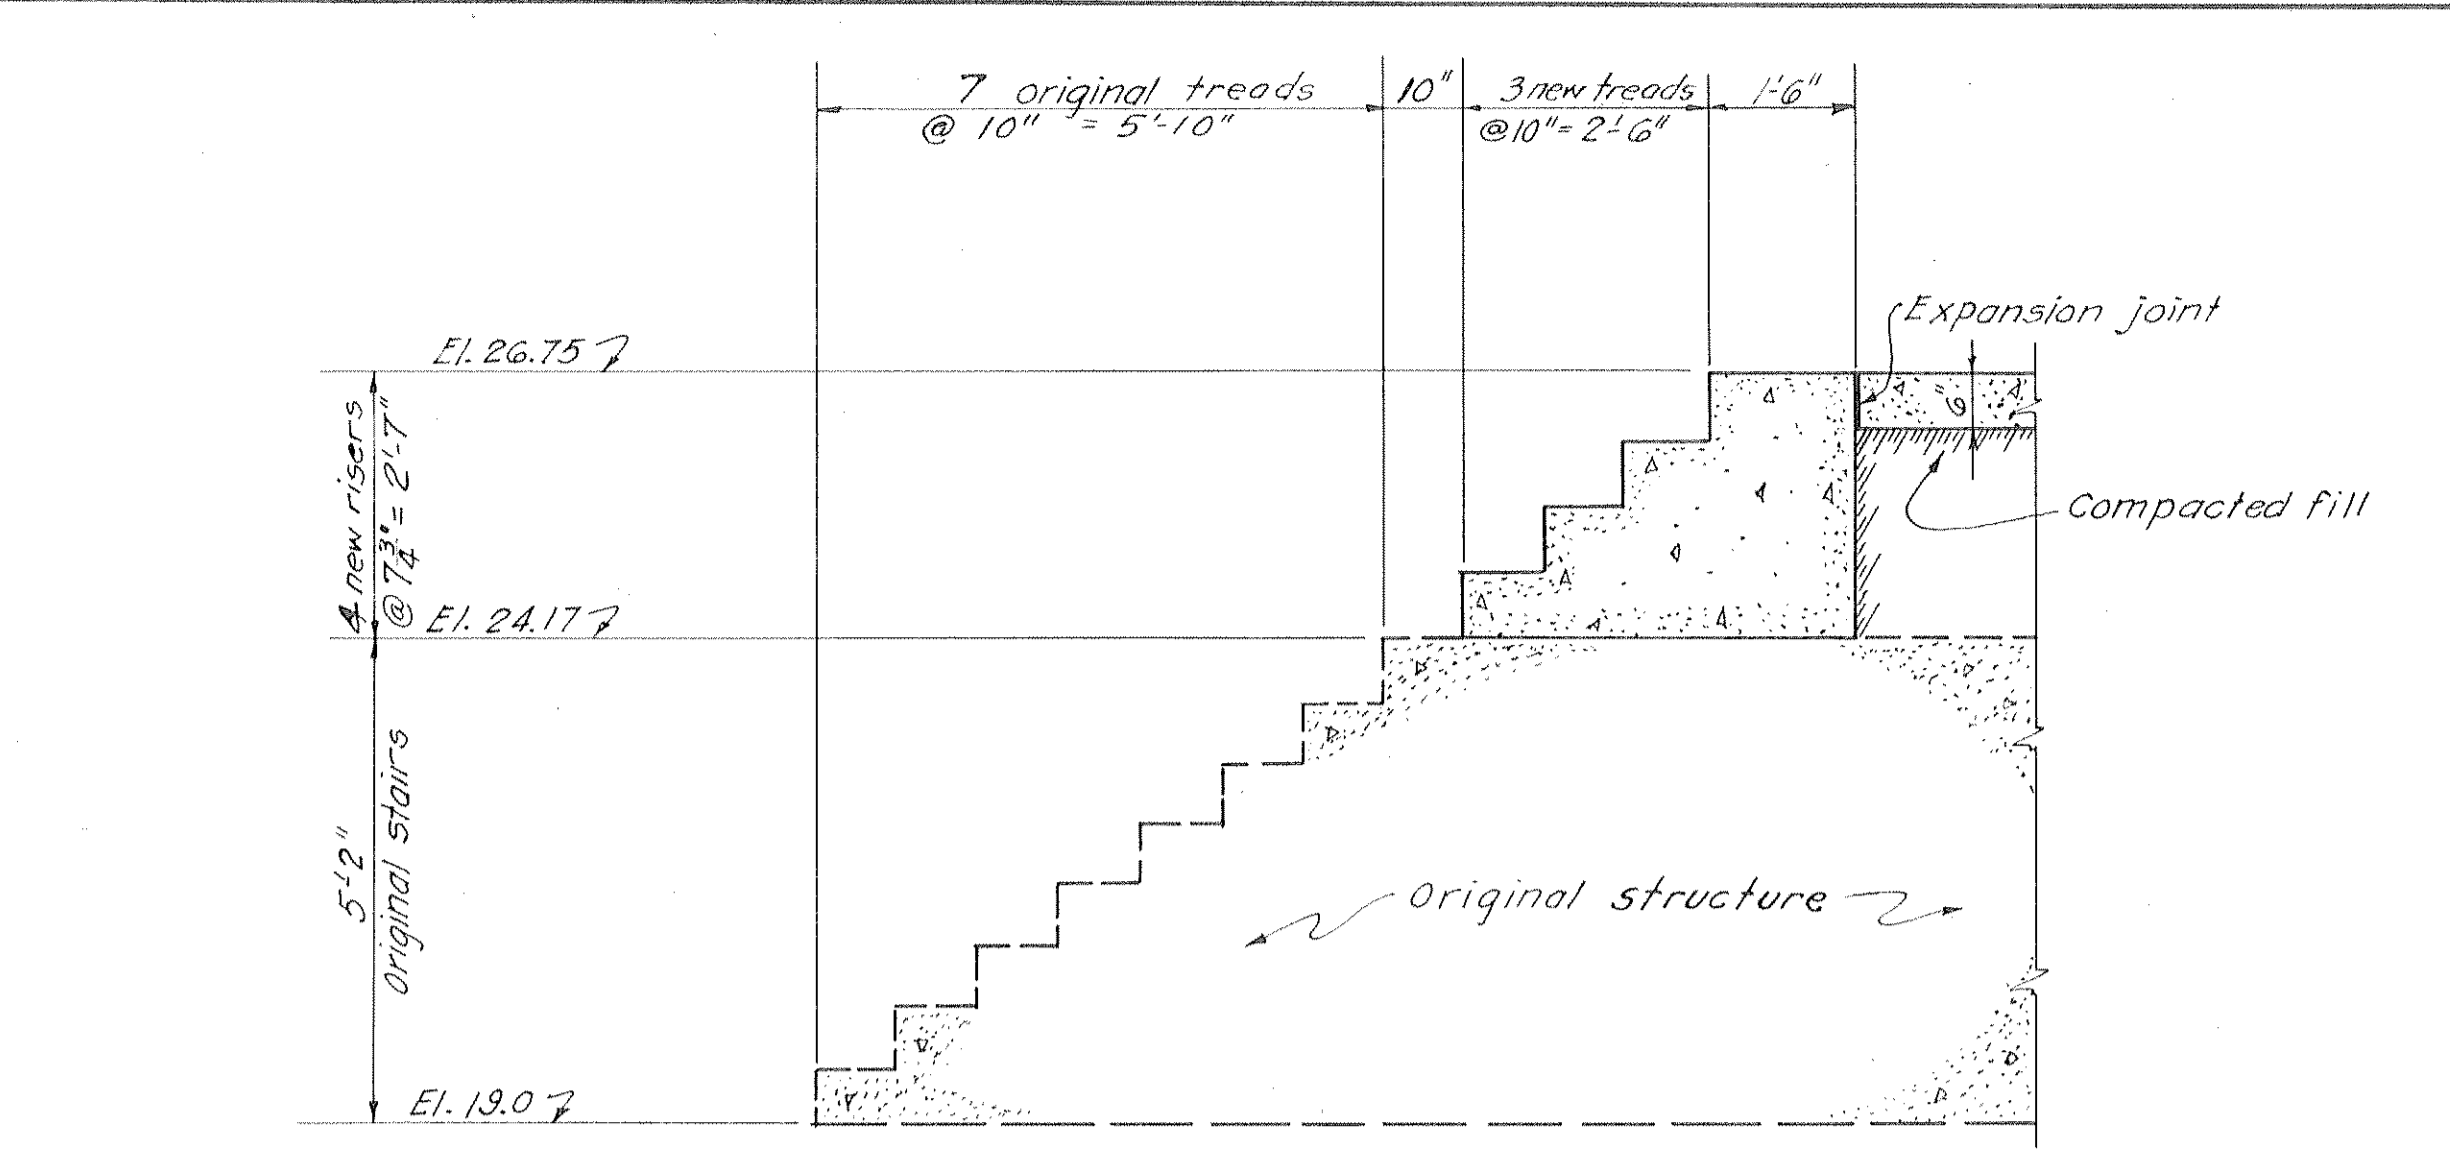 7 original treads
@ 10" = 5'-10"
10"
3 new treads
@ 10" = 2'-6"
1'-6"
Expansion joint
El. 26.75
6"
4 new risers
@ 7 3/4" = 2'-7"
Compacted fill
El. 24.17
Original structure
5'-2"
Original stairs
El. 19.0